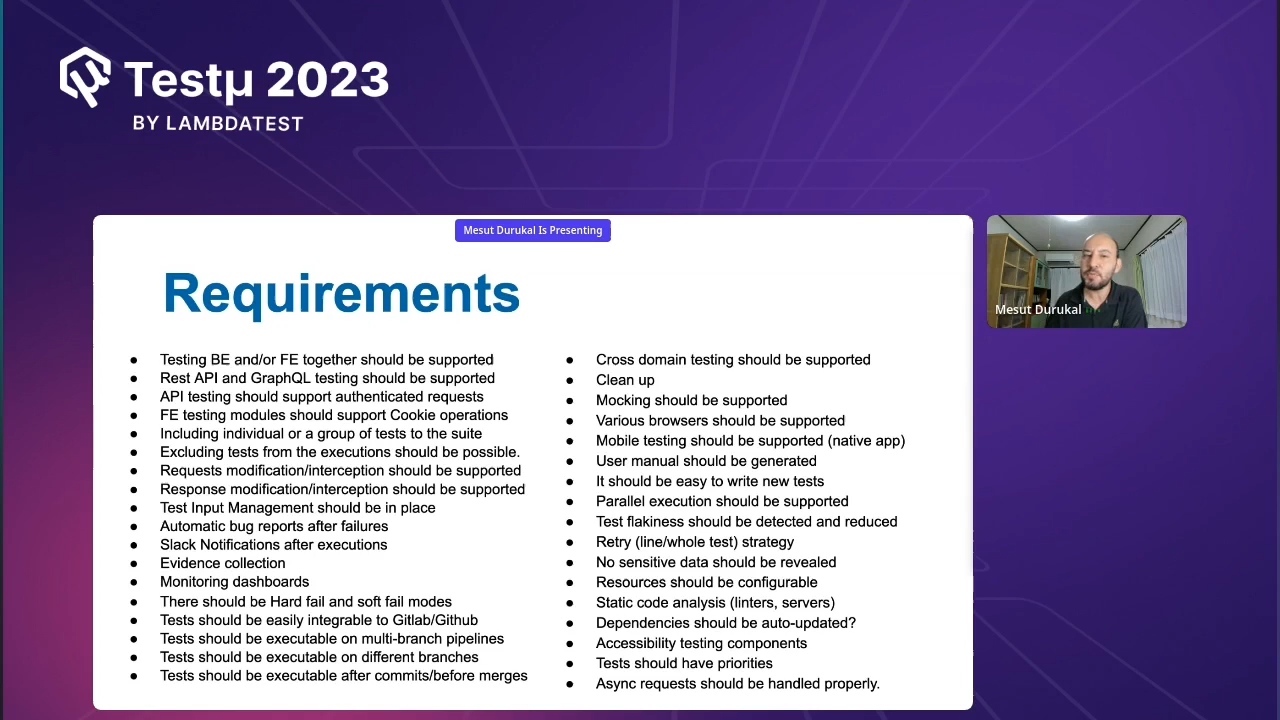 Testμ 2023
BY LAMBDATEST
Mesut Durukal Is Presenting
Requirements
● Testing BE and/or FE together should be supported
● Rest API and GraphQL testing should be supported
● API testing should support authenticated requests
● FE testing modules should support Cookie operations
● Including individual or a group of tests to the suite
● Excluding tests from the executions should be possible.
● Requests modification/interception should be supported
● Response modification/interception should be supported
● Test Input Management should be in place
● Automatic bug reports after failures
● Slack Notifications after executions
● Evidence collection
● Monitoring dashboards
● There should be Hard fail and soft fail modes
● Tests should be easily integrable to Gitlab/Github
● Tests should be executable on multi-branch pipelines
● Tests should be executable on different branches
● Tests should be executable after commits/before merges
● Cross domain testing should be supported
● Clean up
● Mocking should be supported
● Various browsers should be supported
● Mobile testing should be supported (native app)
● User manual should be generated
● It should be easy to write new tests
● Parallel execution should be supported
● Test flakiness should be detected and reduced
● Retry (line/whole test) strategy
● No sensitive data should be revealed
● Resources should be configurable
● Static code analysis (linters, servers)
● Dependencies should be auto-updated?
● Accessibility testing components
● Tests should have priorities
● Async requests should be handled properly.
Mesut Durukal